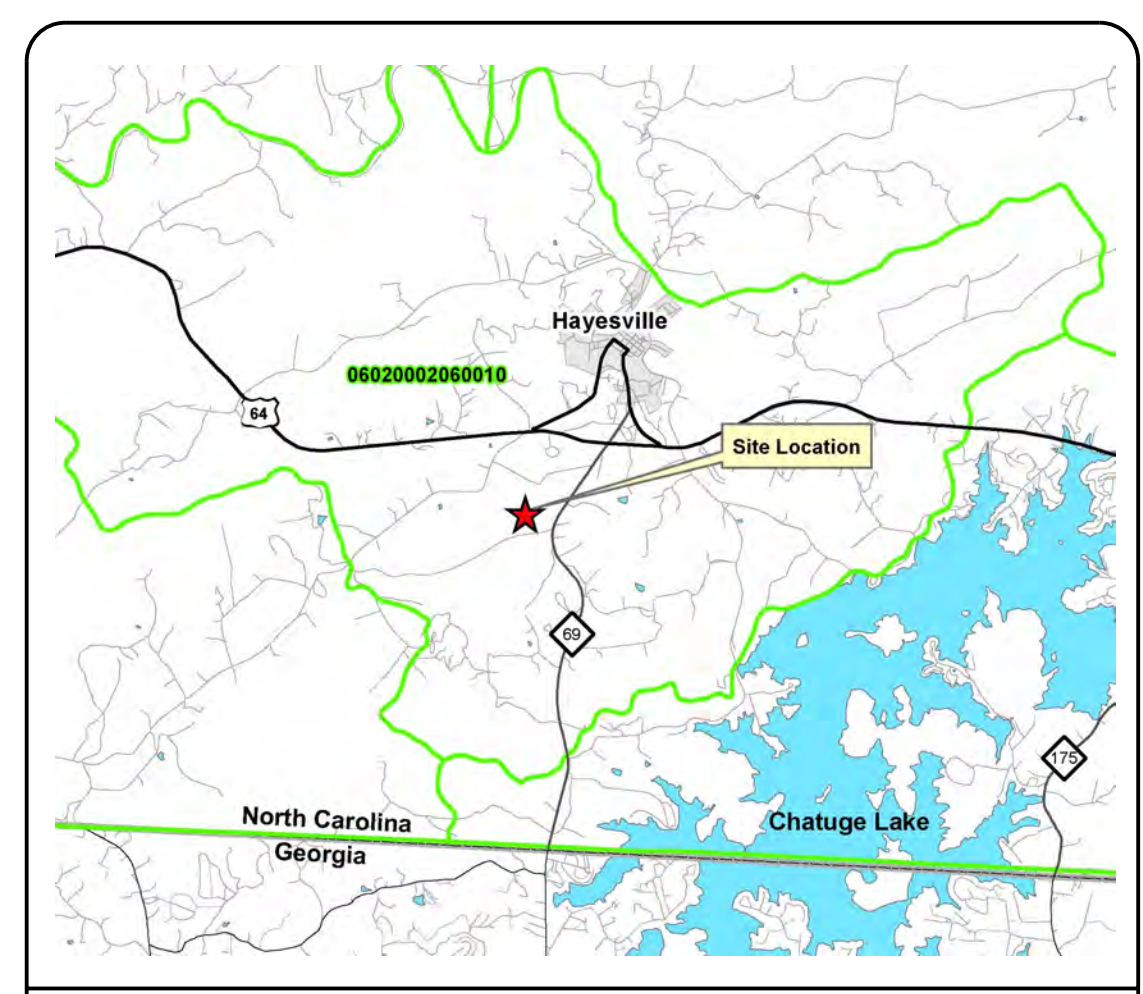 Hayesville
06020002060010
64
Site Location
69
175
North Carolina
Chatuge Lake
Georgia